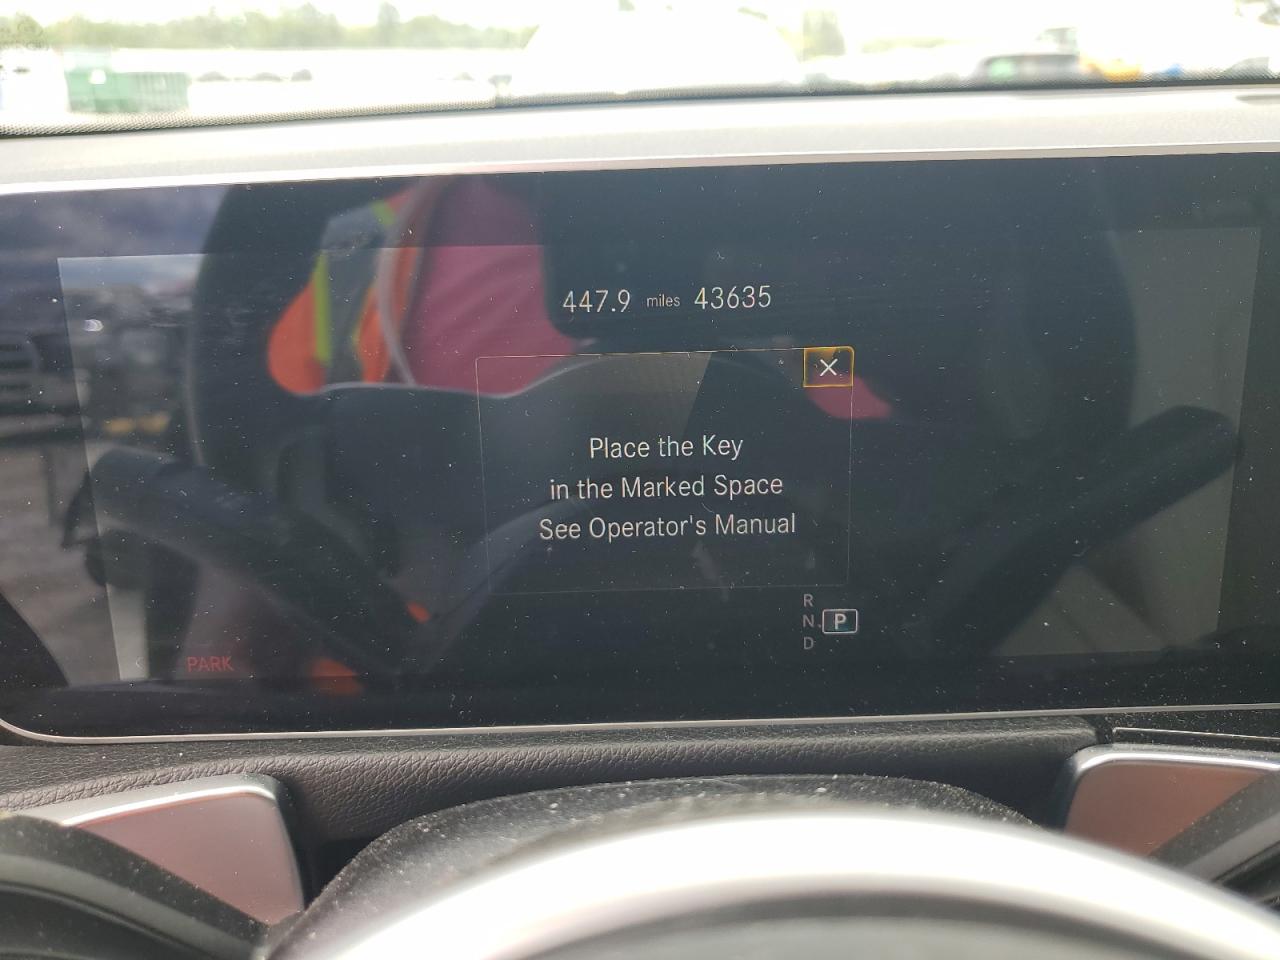 447.9 miles 43635
X
Place the Key
in the Marked Space
See Operator's Manual
R
N P
D
PARK